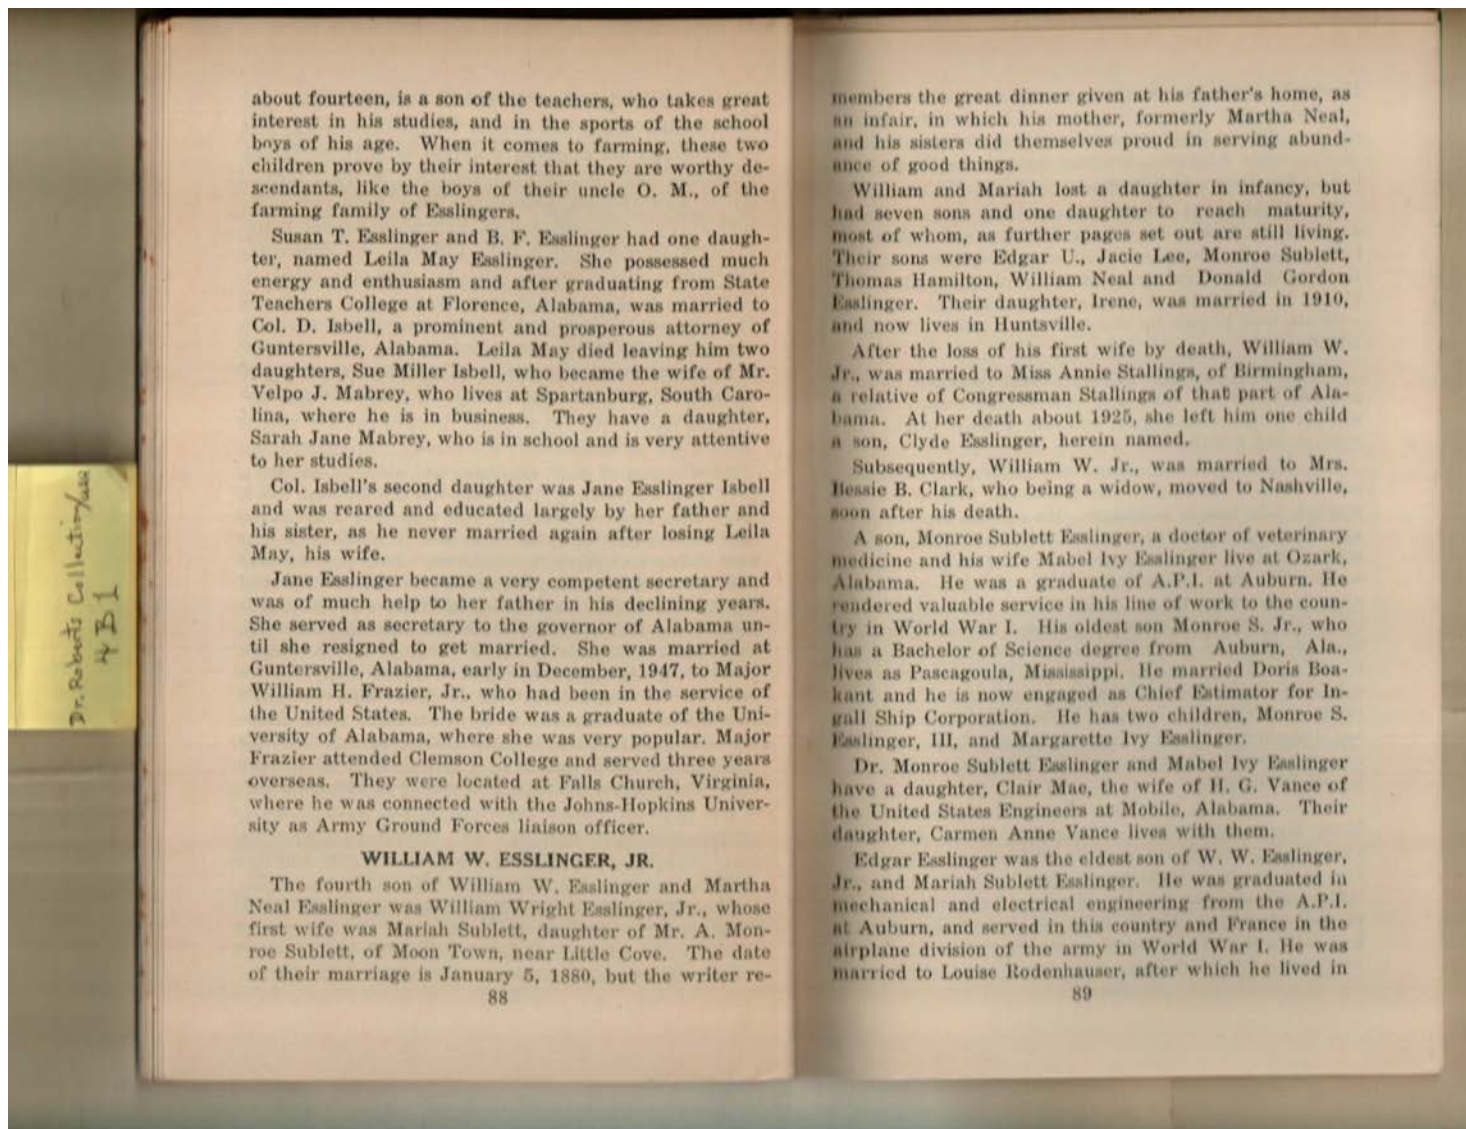 about fourteen, is a son of the teachers, who takes great
interest in his studies, and in the sports of the school
boys of his age. When it comes to farming, these two
children prove by their interest that they are worthy de-
scendants, like the boys of their uncle O. M., of the
farming family of Esslingers.
Susan T. Esslinger and B. F. Esslinger had one daugh-
ter, named Leila May Esslinger. She possessed much
energy and enthusiasm and after graduating from State
Teachers College at Florence, Alabama, was married to
Col. D. Isbell, a prominent and prosperous attorney of
Guntersville, Alabama. Leila May died leaving him two
daughters, Sue Miller Isbell, who became the wife of Mr.
Velpo J. Mabrey, who lives at Spartanburg, South Caro-
lina, where he is in business. They have a daughter,
Sarah Jane Mabrey, who is in school and is very attentive
to her studies.
Col. Isbell's second daughter was Jane Esslinger Isbell
and was reared and educated largely by her father and
his sister, as he never married again after losing Leila
May, his wife.
Jane Esslinger became a very competent secretary and
was of much help to her father in his declining years.
She served as secretary to the governor of Alabama un-
til she resigned to get married. She was married at
Guntersville, Alabama, early in December, 1947, to Major
William H. Frazier, Jr., who had been in the service of
the United States. The bride was a graduate of the Uni-
versity of Alabama, where she was very popular. Major
Frazier attended Clemson College and served three years
overseas. They were located at Falls Church, Virginia,
where he was connected with the Johns-Hopkins Univer-
sity as Army Ground Forces liaison officer.
WILLIAM W. ESSLINGER, JR.
The fourth son of William W. Esslinger and Martha
Neal Esslinger was William Wright Esslinger, Jr., whose
first wife was Mariah Sublett, daughter of Mr. A. Mon-
roe Sublett, of Moon Town, near Little Cove. The date
of their marriage is January 5, 1880, but the writer re-
88
members the great dinner given at his father's home, as
an infair, in which his mother, formerly Martha Neal,
and his sisters did themselves proud in serving abund-
ance of good things.
William and Mariah lost a daughter in infancy, but
had seven sons and one daughter to reach maturity,
most of whom, as further pages set out are still living.
Their sons were Edgar U., Jacie Lee, Monroe Sublett,
Thomas Hamilton, William Neal and Donald Gordon
Esslinger. Their daughter, Irene, was married in 1910,
and now lives in Huntsville.
After the loss of his first wife by death, William W.
Jr., was married to Miss Annie Stallings, of Birmingham,
a relative of Congressman Stallings of that part of Ala-
bama. At her death about 1925, she left him one child
a son, Clyde Esslinger, herein named.
Subsequently, William W. Jr., was married to Mrs.
Bessie B. Clark, who being a widow, moved to Nashville,
soon after his death.
A son, Monroe Sublett Esslinger, a doctor of veterinary
medicine and his wife Mabel Ivy Esslinger live at Ozark,
Alabama. He was a graduate of A.P.I. at Auburn. He
rendered valuable service in his line of work to the coun-
try in World War I. His oldest son Monroe S. Jr., who
has a Bachelor of Science degree from Auburn, Ala.,
lives as Pascagoula, Mississippi. He married Doris Boa-
kant and he is now engaged as Chief Estimator for In-
gall Ship Corporation. He has two children, Monroe S.
Esslinger, III, and Margarette Ivy Esslinger.
Dr. Monroe Sublett Esslinger and Mabel Ivy Esslinger
have a daughter, Clair Mae, the wife of H. G. Vance of
the United States Engineers at Mobile, Alabama. Their
daughter, Carmen Anne Vance lives with them.
Edgar Esslinger was the eldest son of W. W. Esslinger,
Jr., and Mariah Sublett Esslinger. He was graduated in
mechanical and electrical engineering from the A.P.I.
at Auburn, and served in this country and France in the
airplane division of the army in World War I. He was
married to Louise Rodenhauser, after which he lived in
89
Dr. Roberts Collection
4 B 1